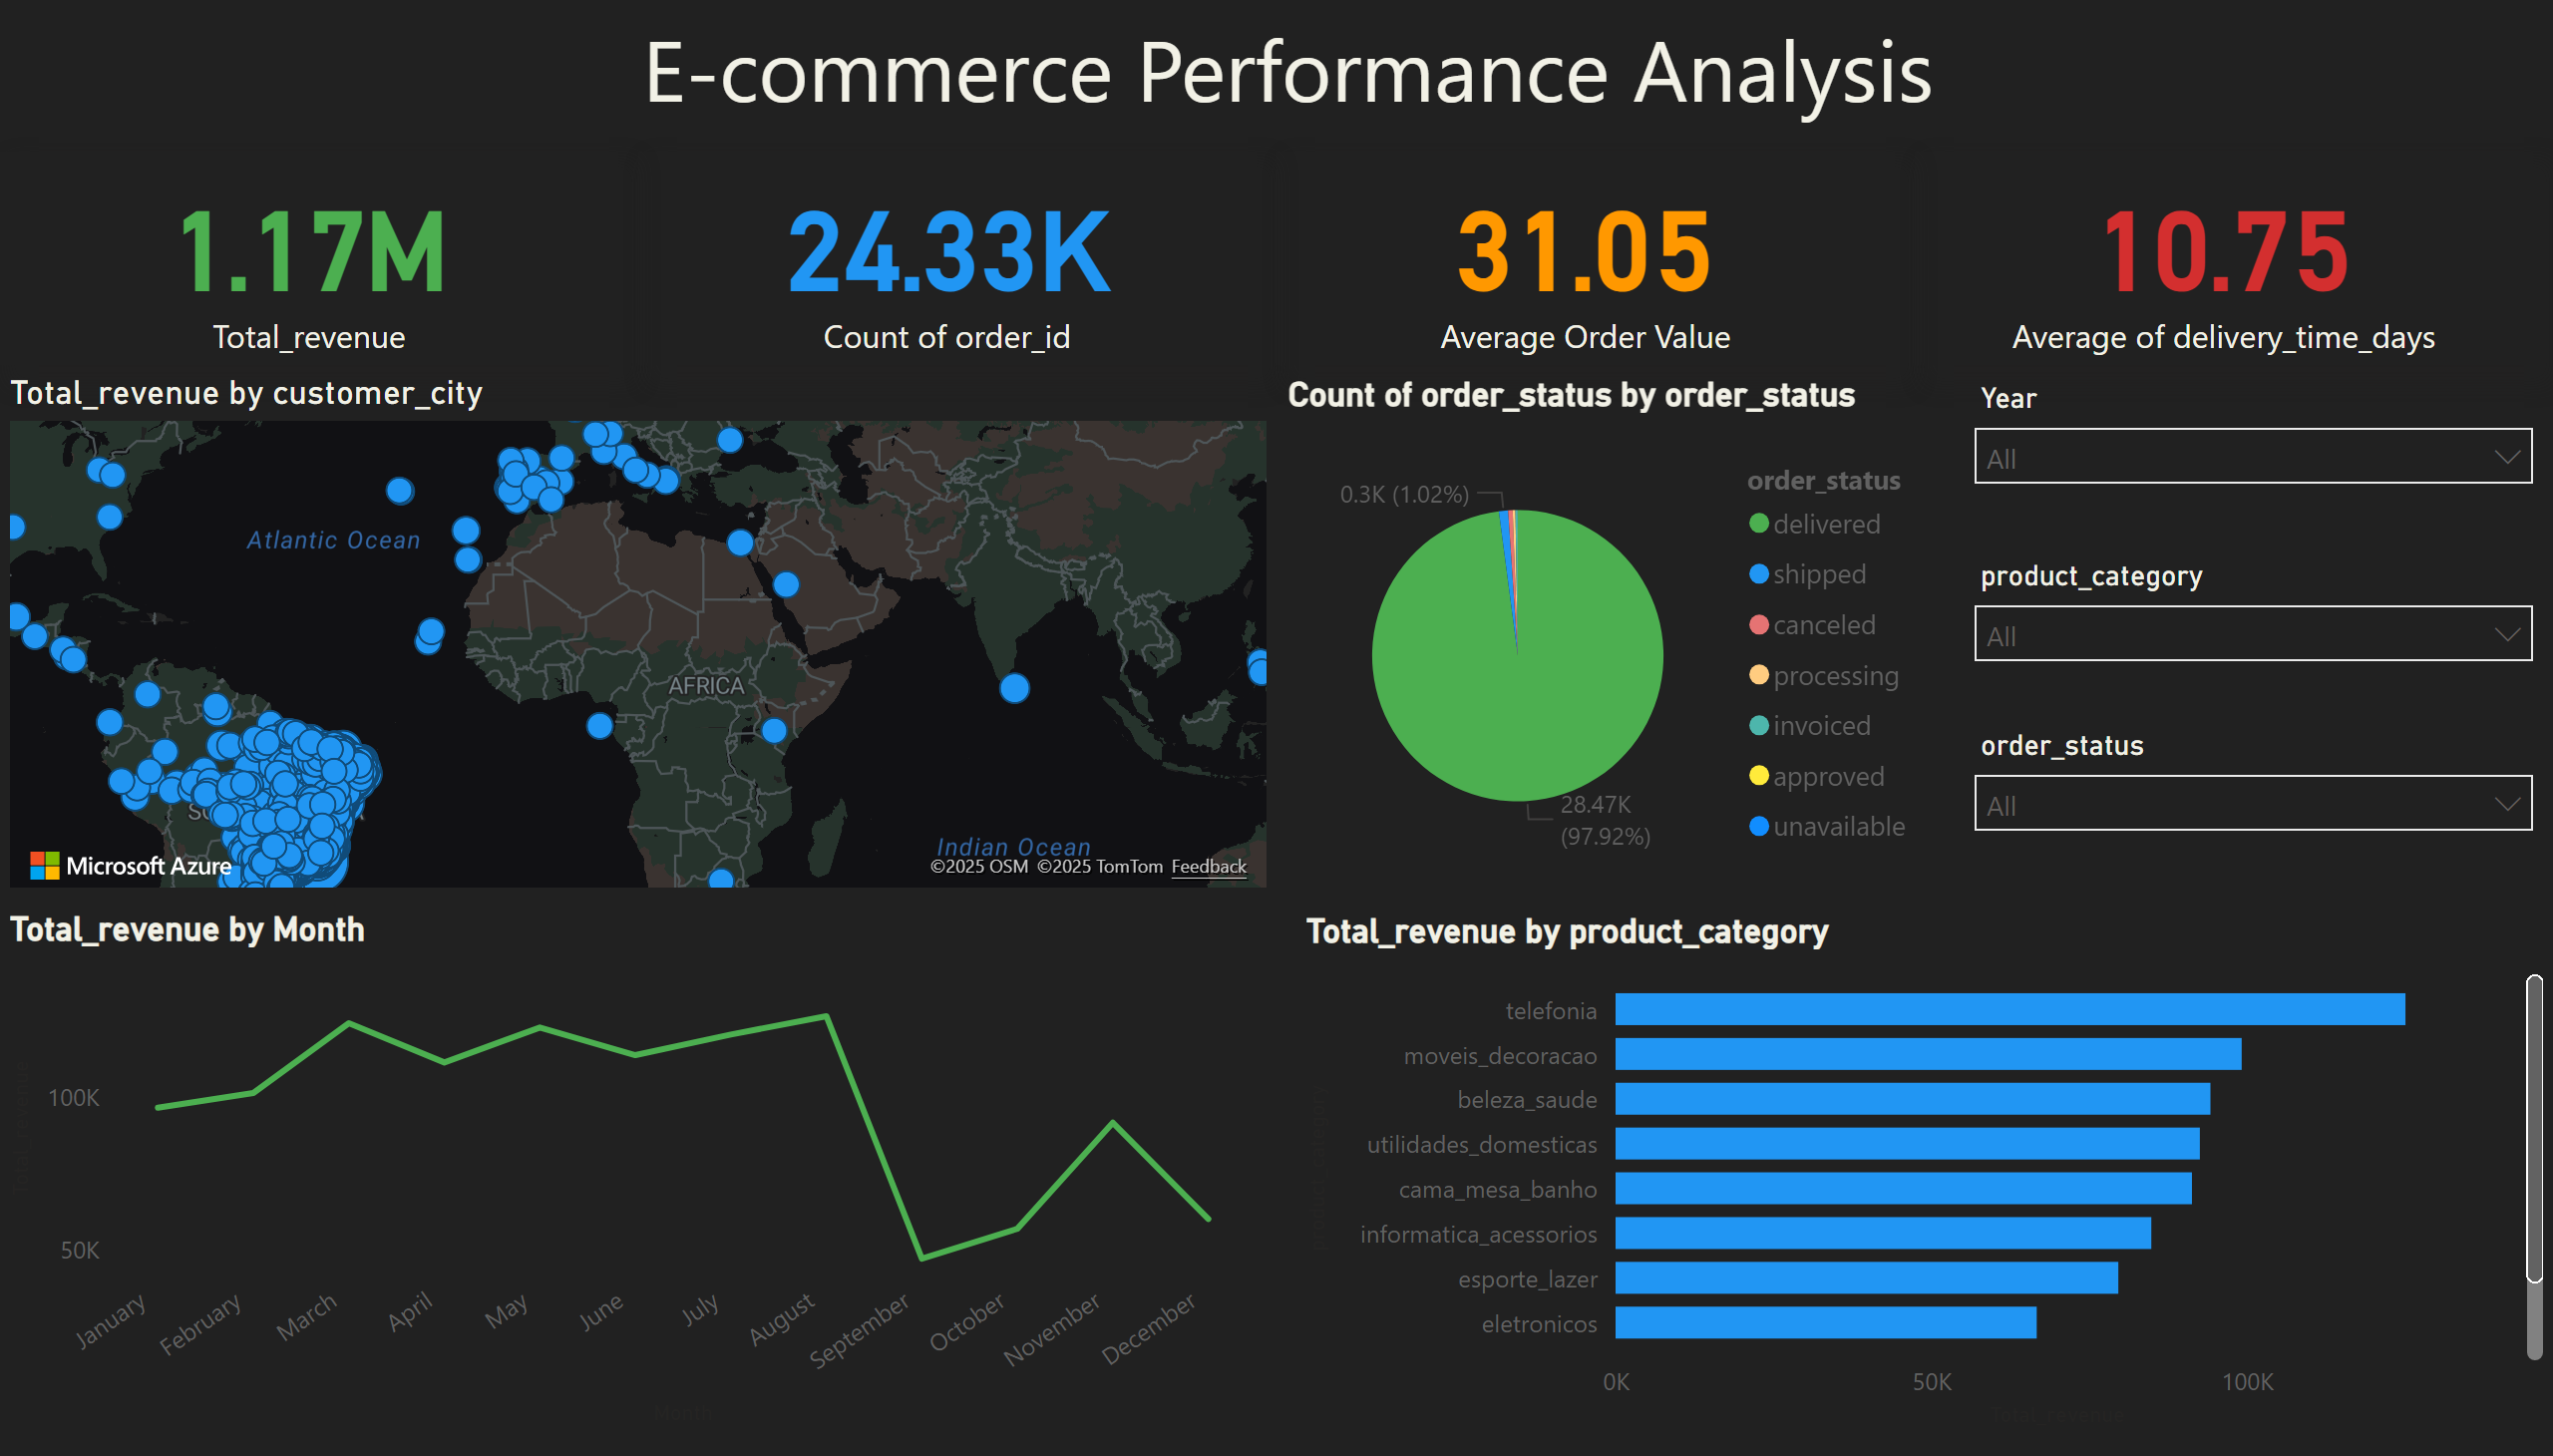 E-commerce Performance Analysis
1.17M
Total_revenue
24.33K
Count of order_id
31.05
Average Order Value
10.75
Average of delivery_time_days
Total_revenue by customer_city
Atlantic Ocean
AFRICA
Indian Ocean
Microsoft Azure
©2025 OSM ©2025 TomTom Feedback
Count of order_status by order_status
0.3K (1.02%)
28.47K
(97.92%)
order_status
delivered
shipped
canceled
processing
invoiced
approved
unavailable
Year
All
product_category
All
order_status
All
Total_revenue by Month
100K
50K
January
February
March
April
May
June
July
August
September
October
November
December
Month
Total_revenue by product_category
telefonia
moveis_decoracao
beleza_saude
utilidades_domesticas
cama_mesa_banho
informatica_acessorios
esporte_lazer
eletronicos
0K
50K
100K
Total_revenue